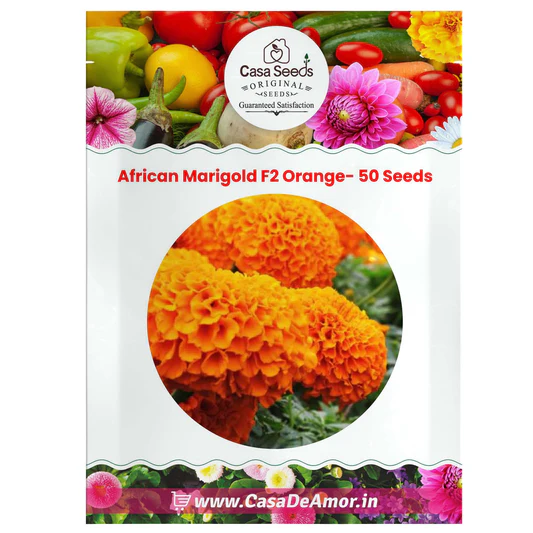 Casa Seeds
ORIGINAL
SEEDS
Guaranteed Satisfaction
African Marigold F2 Orange- 50 Seeds
www.CasaDeAmor.in